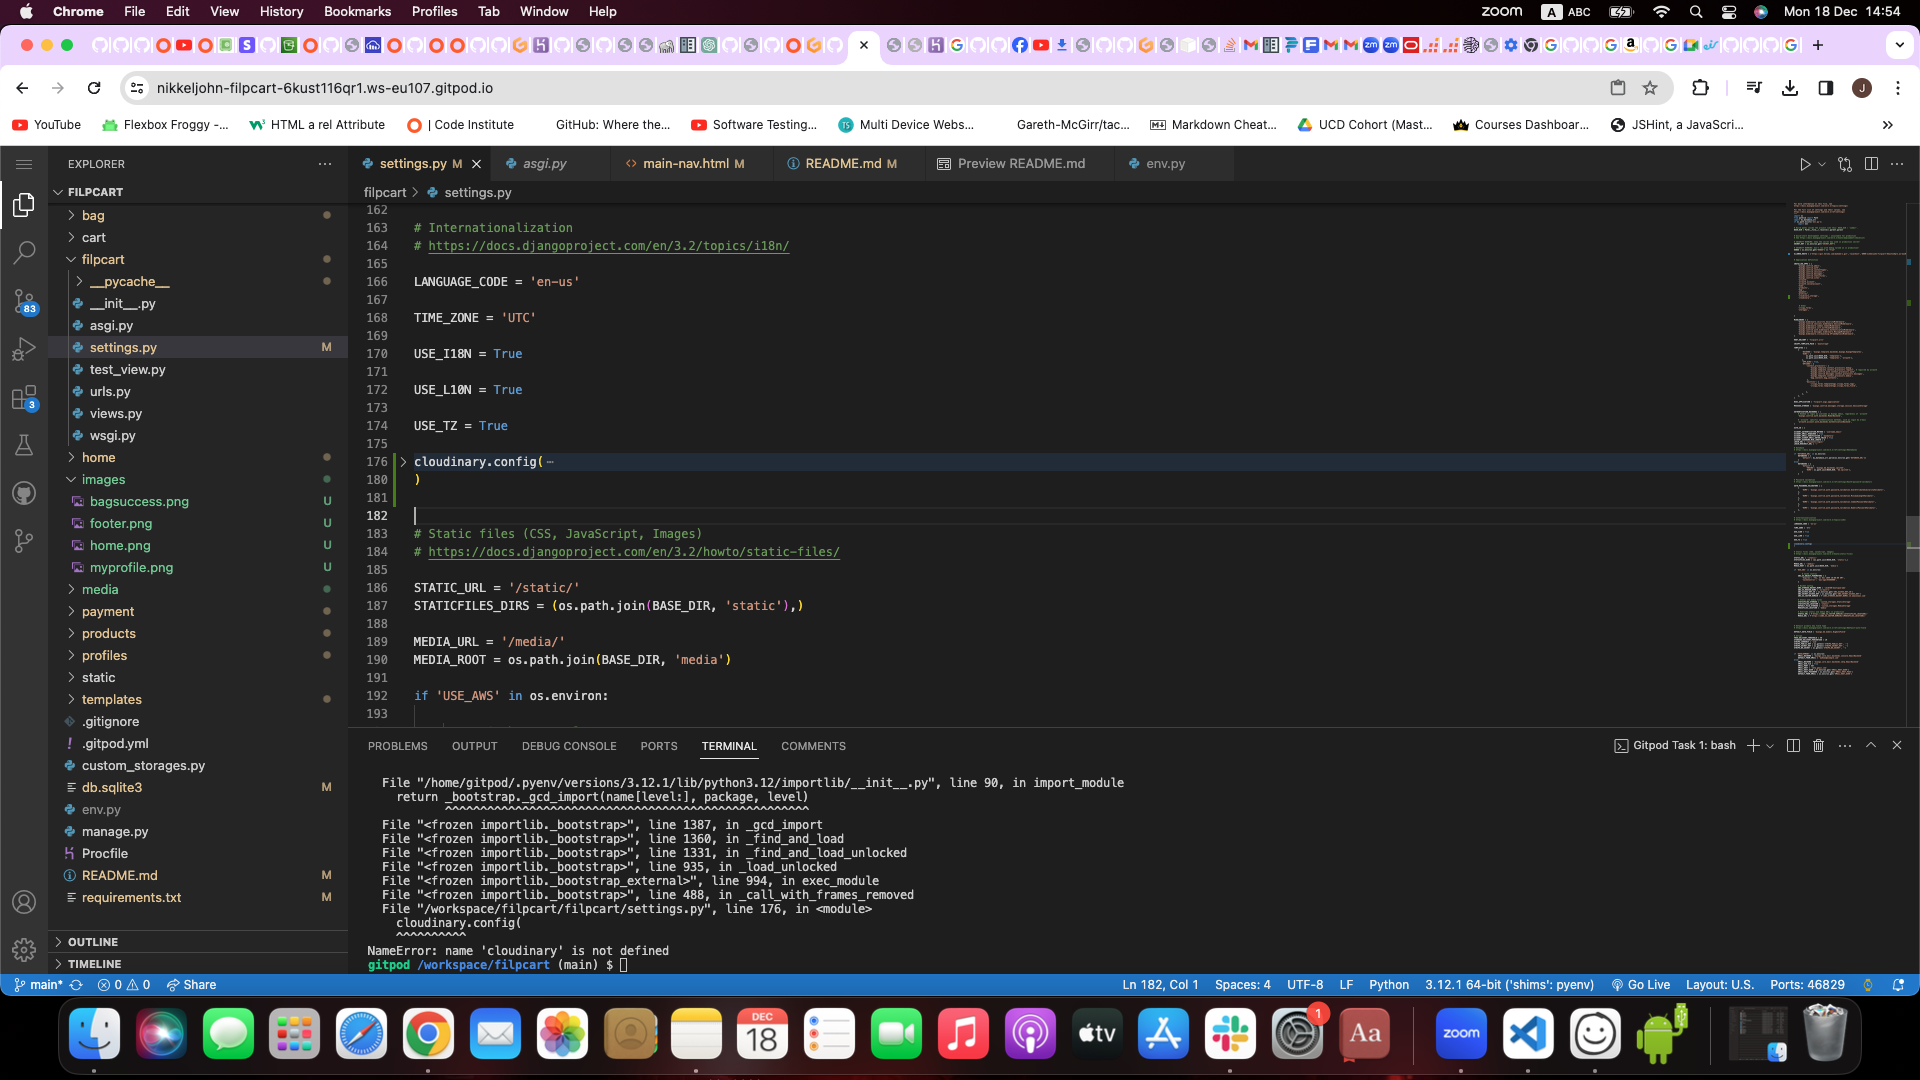 Chrome File Edit View History Bookmarks Profiles Tab Window Help
zoom A ABC Mon 18 Dec 14:54
nikkeljohn-filpcart-6kust116qr1.ws-eu107.gitpod.io
YouTube Flexbox Froggy -... HTML a rel Attribute | Code Institute GitHub: Where the... Software Testing... Multi Device Webs... Gareth-McGirr/tac... Markdown Cheat... UCD Cohort (Mast... Courses Dashboar... JSHint, a JavaScri...
EXPLORER
FILPCART
bag
cart
filpcart
__pycache__
__init__.py
asgi.py
settings.py M
test_view.py
urls.py
views.py
wsgi.py
home
images
bagsuccess.png U
footer.png U
home.png U
myprofile.png U
media
payment
products
profiles
static
templates
.gitignore
.gitpod.yml
custom_storages.py
db.sqlite3 M
env.py
manage.py
Procfile
README.md M
requirements.txt M
OUTLINE
TIMELINE
83
3
settings.py M asgi.py main-nav.html M README.md M Preview README.md env.py
filpcart > settings.py
162
163 # Internationalization
164 # https://docs.djangoproject.com/en/3.2/topics/i18n/
165
166 LANGUAGE_CODE = 'en-us'
167
168 TIME_ZONE = 'UTC'
169
170 USE_I18N = True
171
172 USE_L10N = True
173
174 USE_TZ = True
175
176 cloudinary.config(
180 )
181
182
183 # Static files (CSS, JavaScript, Images)
184 # https://docs.djangoproject.com/en/3.2/howto/static-files/
185
186 STATIC_URL = '/static/'
187 STATICFILES_DIRS = (os.path.join(BASE_DIR, 'static'),)
188
189 MEDIA_URL = '/media/'
190 MEDIA_ROOT = os.path.join(BASE_DIR, 'media')
191
192 if 'USE_AWS' in os.environ:
193
PROBLEMS OUTPUT DEBUG CONSOLE PORTS TERMINAL COMMENTS
Gitpod Task 1: bash
File "/home/gitpod/.pyenv/versions/3.12.1/lib/python3.12/importlib/__init__.py", line 90, in import_module
return _bootstrap._gcd_import(name[level:], package, level)
^^^^^^^^^^^^^^^^^^^^^^^^^^^^^^^^^^^^^^^^^^^^^^^^^^^
File "<frozen importlib._bootstrap>", line 1387, in _gcd_import
File "<frozen importlib._bootstrap>", line 1360, in _find_and_load
File "<frozen importlib._bootstrap>", line 1331, in _find_and_load_unlocked
File "<frozen importlib._bootstrap>", line 935, in _load_unlocked
File "<frozen importlib._bootstrap_external>", line 994, in exec_module
File "<frozen importlib._bootstrap>", line 488, in _call_with_frames_removed
File "/workspace/filpcart/filpcart/settings.py", line 176, in <module>
cloudinary.config(
^^^^^^^^^^
NameError: name 'cloudinary' is not defined
gitpod /workspace/filpcart (main) $
main* 0 0 Share
Ln 182, Col 1 Spaces: 4 UTF-8 LF Python 3.12.1 64-bit ('shims': pyenv) Go Live Layout: U.S. Ports: 46829
DEC
18
tv
1
Aa
zoom